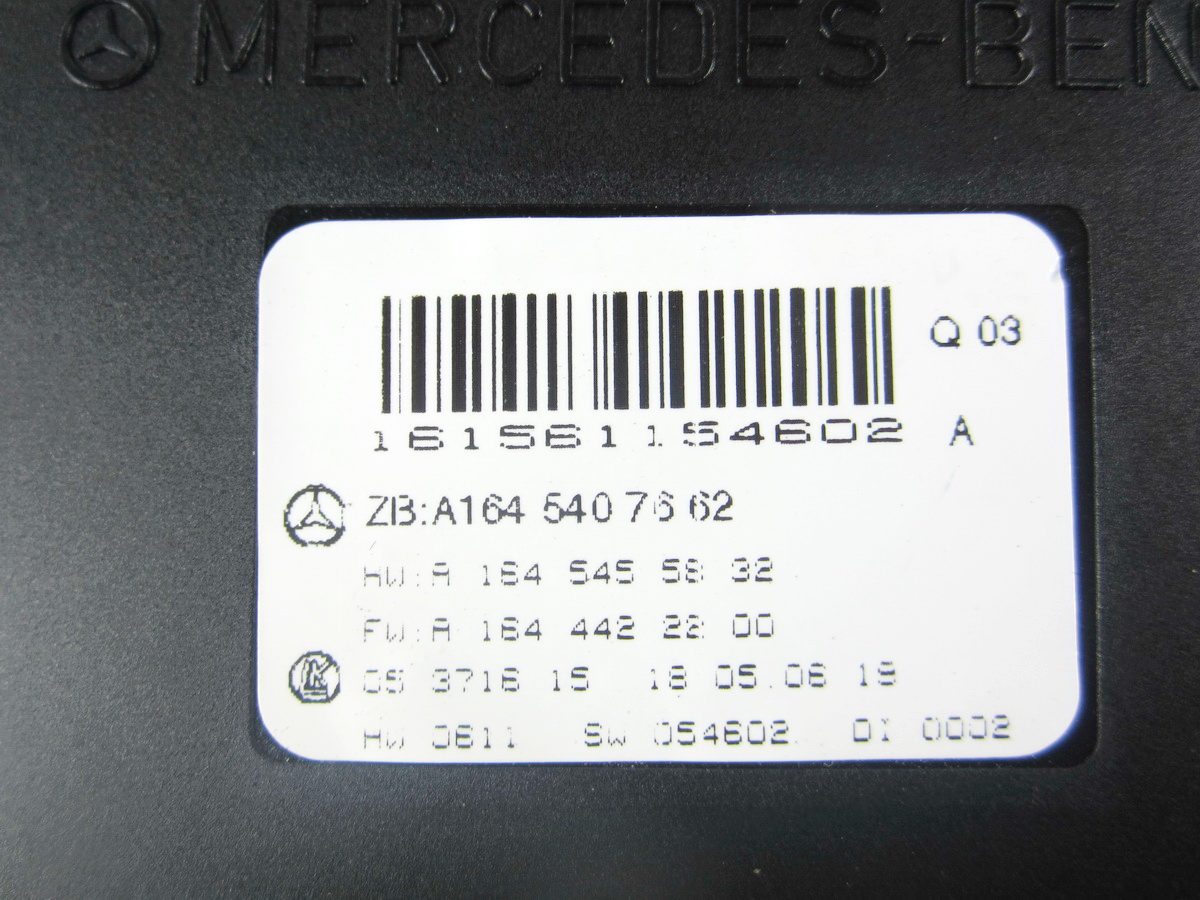 MERCEDES-BEN
Q 03
161561154602 A
ZB:A164 540 76 62
HW:A 164 545 58 32
FW:A 164 442 22 00
05 3716 15 18 05.06 19
HW 0611 SW 054602 DI 0002